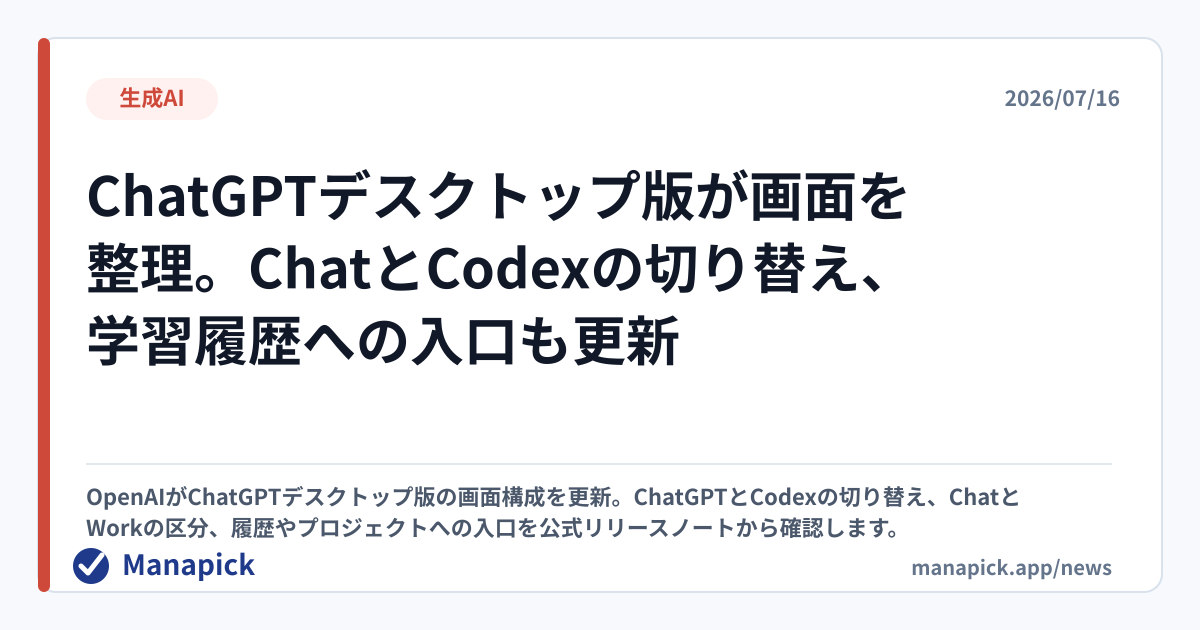 生成AI
2026/07/16
ChatGPTデスクトップ版が画面を
整理。ChatとCodexの切り替え、
学習履歴への入口も更新
OpenAIがChatGPTデスクトップ版の画面構成を更新。ChatGPTとCodexの切り替え、Chatと
Workの区分、履歴やプロジェクトへの入口を公式リリースノートから確認します。
Manapick
manapick.app/news